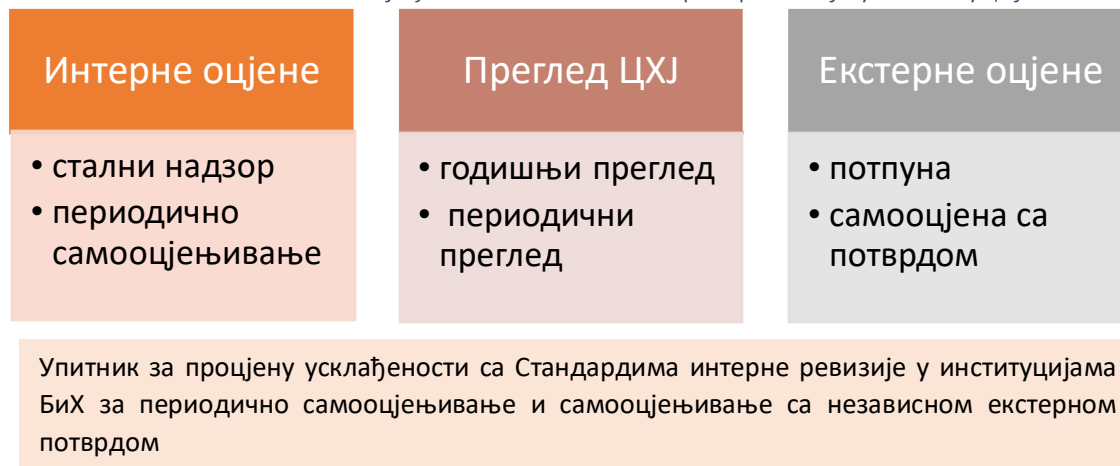 Интерне оцјене
• стални надзор
• периодично
самооцјењивање
Преглед ЦХЈ
• годишњи преглед
• периодични
преглед
Екстерне оцјене
• потпуна
• самооцјена са
потврдом
Упитник за процјену усклађености са Стандардима интерне ревизије у институцијама
БиХ за периодично самооцјењивање и самооцјењивање са независном екстерном
потврдом